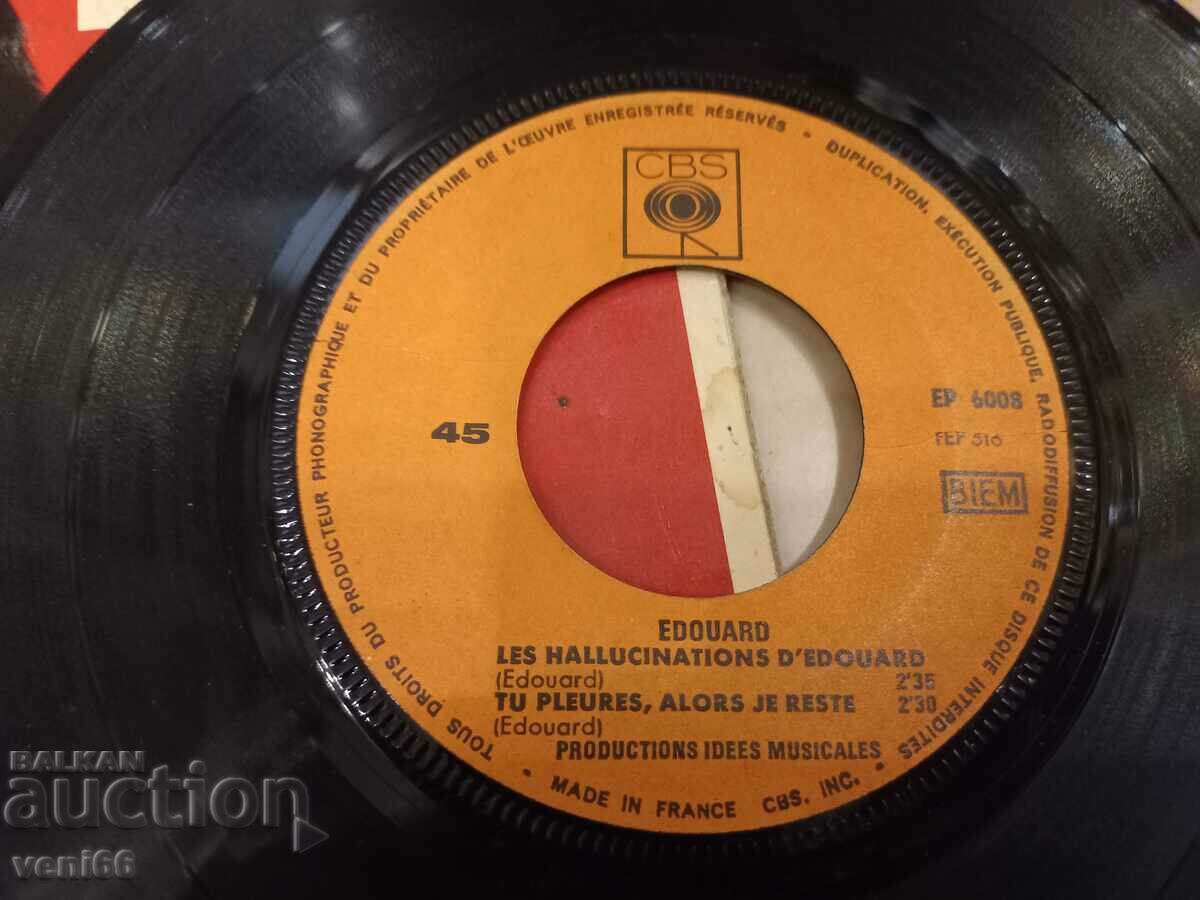 TOUS DROITS DU PRODUCTEUR PHONOGRAPHIQUE ET DU PROPRIÉTAIRE DE L'ŒUVRE ENREGISTRÉE RÉSERVÉS • DUPLICATION, EXÉCUTION PUBLIQUE, RADODIFFUSION DE CE DISQUE INTERDITES •
CBS
45
EP 6008
FEP 516
BIEM
EDOUARD
LES HALLUCINATIONS D'EDOUARD 2'35
(Edouard)
TU PLEURES, ALORS JE RESTE 2'30
(Edouard)
PRODUCTIONS IDEES MUSICALES
• MADE IN FRANCE CBS. INC. •
BALKAN
auction
veni66